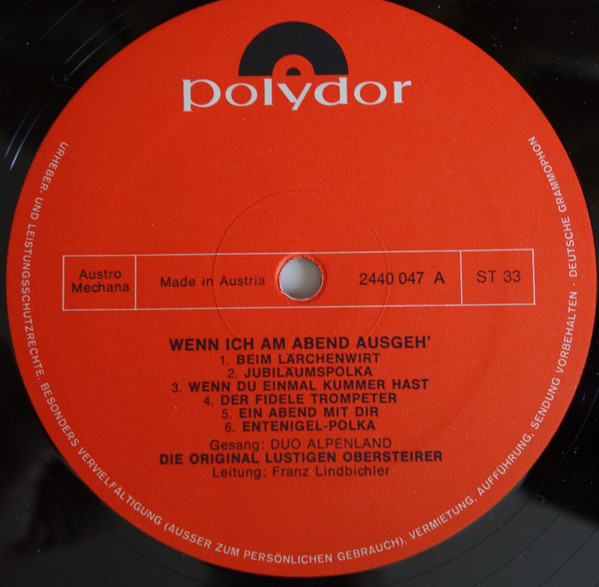 polydor
Austro
Mechana
Made in Austria
2440 047 A
ST 33
WENN ICH AM ABEND AUSGEH'
1. BEIM LÄRCHENWIRT
2. JUBILÄUMSPOLKA
3. WENN DU EINMAL KUMMER HAST
4. DER FIDELE TROMPETER
5. EIN ABEND MIT DIR
6. ENTENIGEL-POLKA
Gesang: DUO ALPENLAND
DIE ORIGINAL LUSTIGEN OBERSTEIRER
Leitung: Franz Lindbichler
URHEBER- UND LEISTUNGSSCHUTZRECHTE, BESONDERS VERVIELFÄLTIGUNG (AUSSER ZUM PERSÖNLICHEN GEBRAUCH), VERMIETUNG, AUFFÜHRUNG, SENDUNG VORBEHALTEN · DEUTSCHE GRAMMOPHON